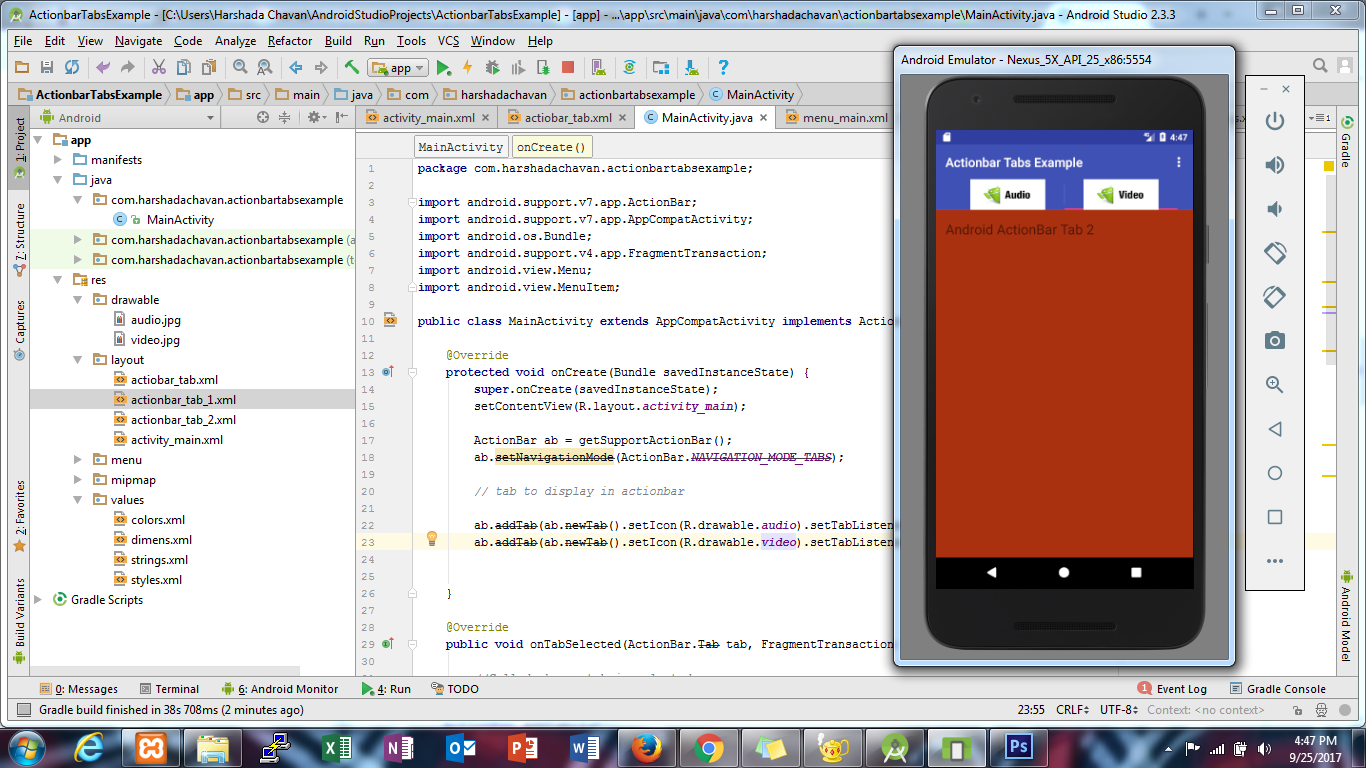 ActionbarTabsExample - [C:\Users\Harshada Chavan\AndroidStudioProjects\ActionbarTabsExample] - [app] - ...\app\src\main\java\com\harshadachavan\actionbartabsexample\MainActivity.java - Android Studio 2.3.3
File Edit View Navigate Code Analyze Refactor Build Run Tools VCS Window Help
app
ActionbarTabsExample app src main java com harshadachavan actionbartabsexample MainActivity
Android
activity_main.xml actiobar_tab.xml MainActivity.java menu_main.xml
1: Project
7: Structure
Captures
2: Favorites
Build Variants
app
manifests
java
com.harshadachavan.actionbartabsexample
MainActivity
com.harshadachavan.actionbartabsexample (a
com.harshadachavan.actionbartabsexample (t
res
drawable
audio.jpg
video.jpg
layout
actiobar_tab.xml
actionbar_tab_1.xml
actionbar_tab_2.xml
activity_main.xml
menu
mipmap
values
colors.xml
dimens.xml
strings.xml
styles.xml
Gradle Scripts
MainActivity onCreate()
1 package com.harshadachavan.actionbartabsexample;
2
3 import android.support.v7.app.ActionBar;
4 import android.support.v7.app.AppCompatActivity;
5 import android.os.Bundle;
6 import android.support.v4.app.FragmentTransaction;
7 import android.view.Menu;
8 import android.view.MenuItem;
9
10 public class MainActivity extends AppCompatActivity implements Action
11
12 @Override
13 protected void onCreate(Bundle savedInstanceState) {
14 super.onCreate(savedInstanceState);
15 setContentView(R.layout.activity_main);
16
17 ActionBar ab = getSupportActionBar();
18 ab.setNavigationMode(ActionBar.NAVIGATION_MODE_TABS);
19
20 // tab to display in actionbar
21
22 ab.addTab(ab.newTab().setIcon(R.drawable.audio).setTabListen
23 ab.addTab(ab.newTab().setIcon(R.drawable.video).setTabListen
24
25
26 }
27
28 @Override
29 public void onTabSelected(ActionBar.Tab tab, FragmentTransaction
30
Android Emulator - Nexus_5X_API_25_x86:5554
4:47
Actionbar Tabs Example
Audio Video
Android ActionBar Tab 2
Gradle
Android Model
0: Messages Terminal 6: Android Monitor 4: Run TODO
1 Event Log Gradle Console
Gradle build finished in 38s 708ms (2 minutes ago)
23:55 CRLF UTF-8 Context: <no context>
4:47 PM
9/25/2017